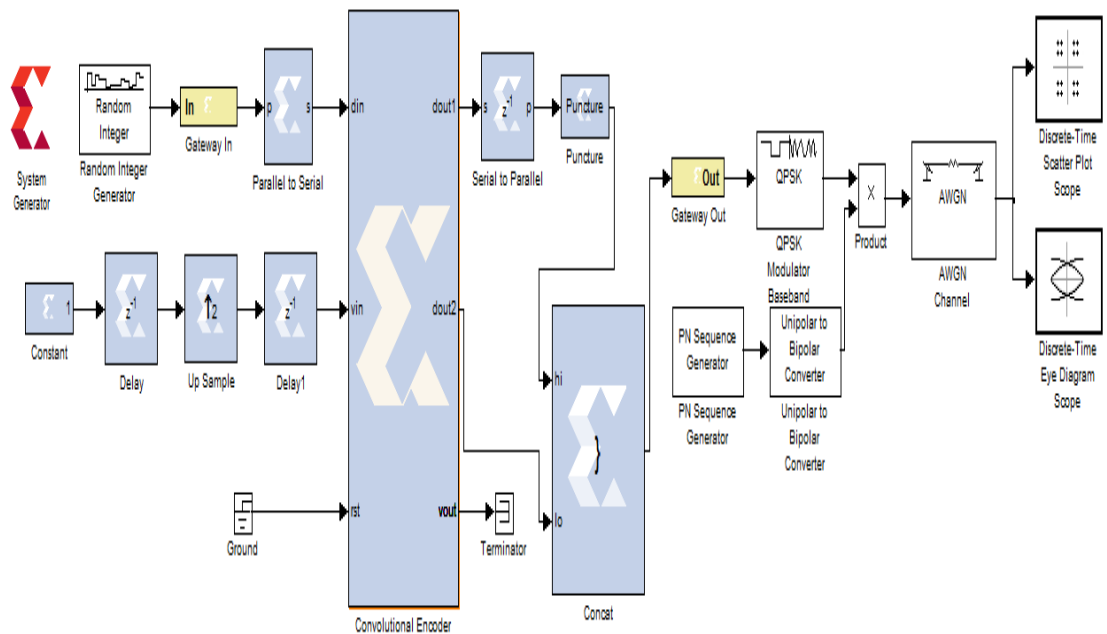 System
Generator
Random
Integer
Random Integer
Generator
In
Gateway In
p
s
Parallel to Serial
din
vin
rst
dout1
dout2
vout
Convolutional Encoder
s
z-1
p
Serial to Parallel
Puncture
Puncture
1
Constant
z-1
Delay
↑2
Up Sample
z-1
Delay1
Ground
Terminator
hi
lo
}
Concat
Out
Gateway Out
QPSK
QPSK
Modulator
Baseband
X
Product
AWGN
AWGN
Channel
PN Sequence
Generator
PN Sequence
Generator
Unipolar to
Bipolar
Converter
Unipolar to
Bipolar
Converter
Discrete-Time
Scatter Plot
Scope
Discrete-Time
Eye Diagram
Scope